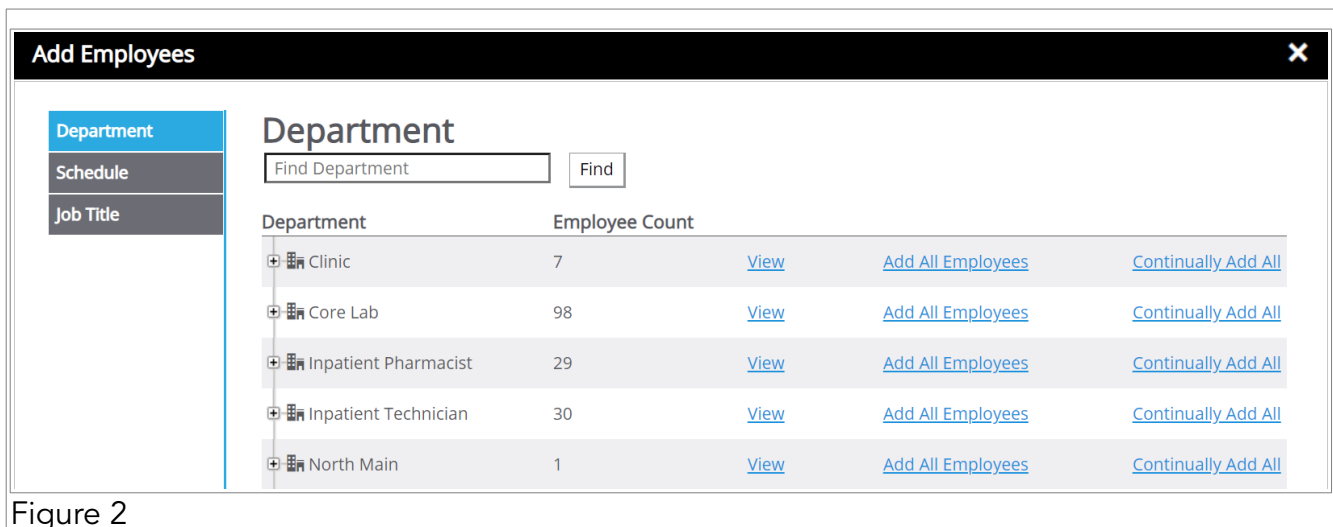 Add Employees
Department
Schedule
Job Title
Department
Find Department Find
Department Employee Count
Clinic 7 View Add All Employees Continually Add All
Core Lab 98 View Add All Employees Continually Add All
Inpatient Pharmacist 29 View Add All Employees Continually Add All
Inpatient Technician 30 View Add All Employees Continually Add All
North Main 1 View Add All Employees Continually Add All
Figure 2